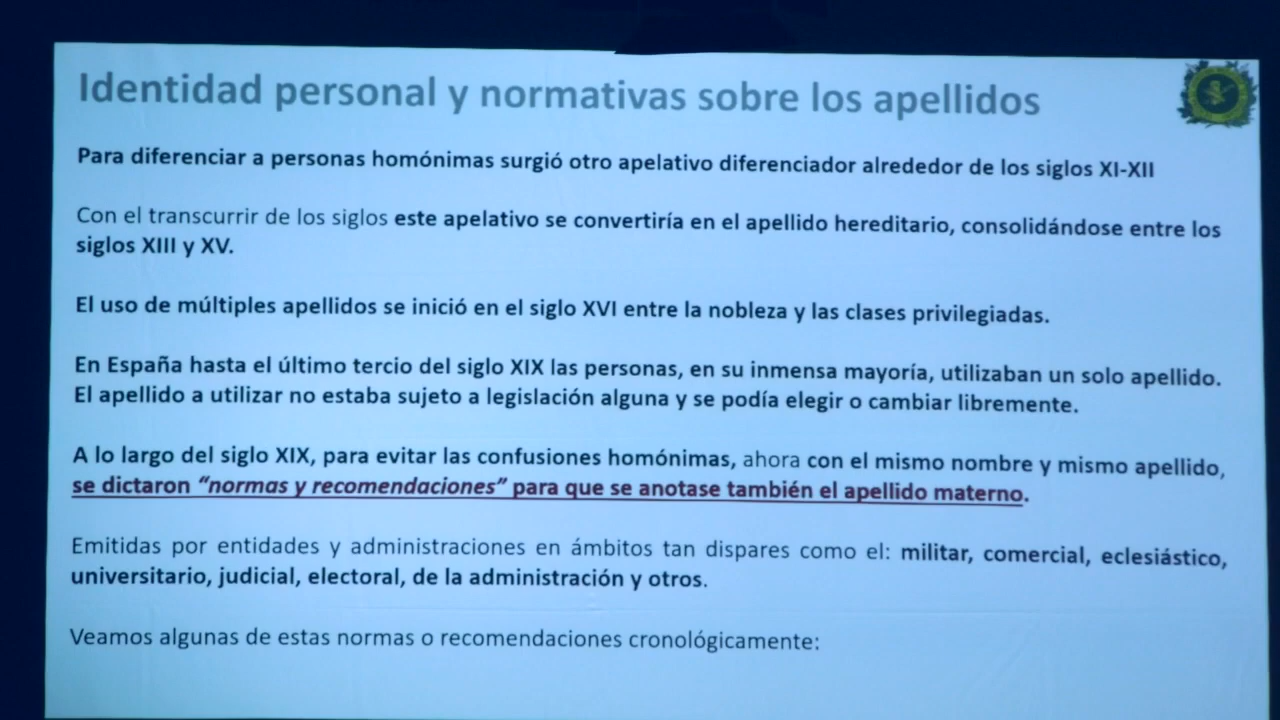 Identidad personal y normativas sobre los apellidos
Para diferenciar a personas homónimas surgió otro apelativo diferenciador alrededor de los siglos XI-XII
Con el transcurrir de los siglos este apelativo se convertiría en el apellido hereditario, consolidándose entre los
siglos XIII y XV.
El uso de múltiples apellidos se inició en el siglo XVI entre la nobleza y las clases privilegiadas.
En España hasta el último tercio del siglo XIX las personas, en su inmensa mayoría, utilizaban un solo apellido.
El apellido a utilizar no estaba sujeto a legislación alguna y se podía elegir o cambiar libremente.
A lo largo del siglo XIX, para evitar las confusiones homónimas, ahora con el mismo nombre y mismo apellido,
se dictaron “normas y recomendaciones” para que se anotase también el apellido materno.
Emitidas por entidades y administraciones en ámbitos tan dispares como el: militar, comercial, eclesiástico,
universitario, judicial, electoral, de la administración y otros.
Veamos algunas de estas normas o recomendaciones cronológicamente: